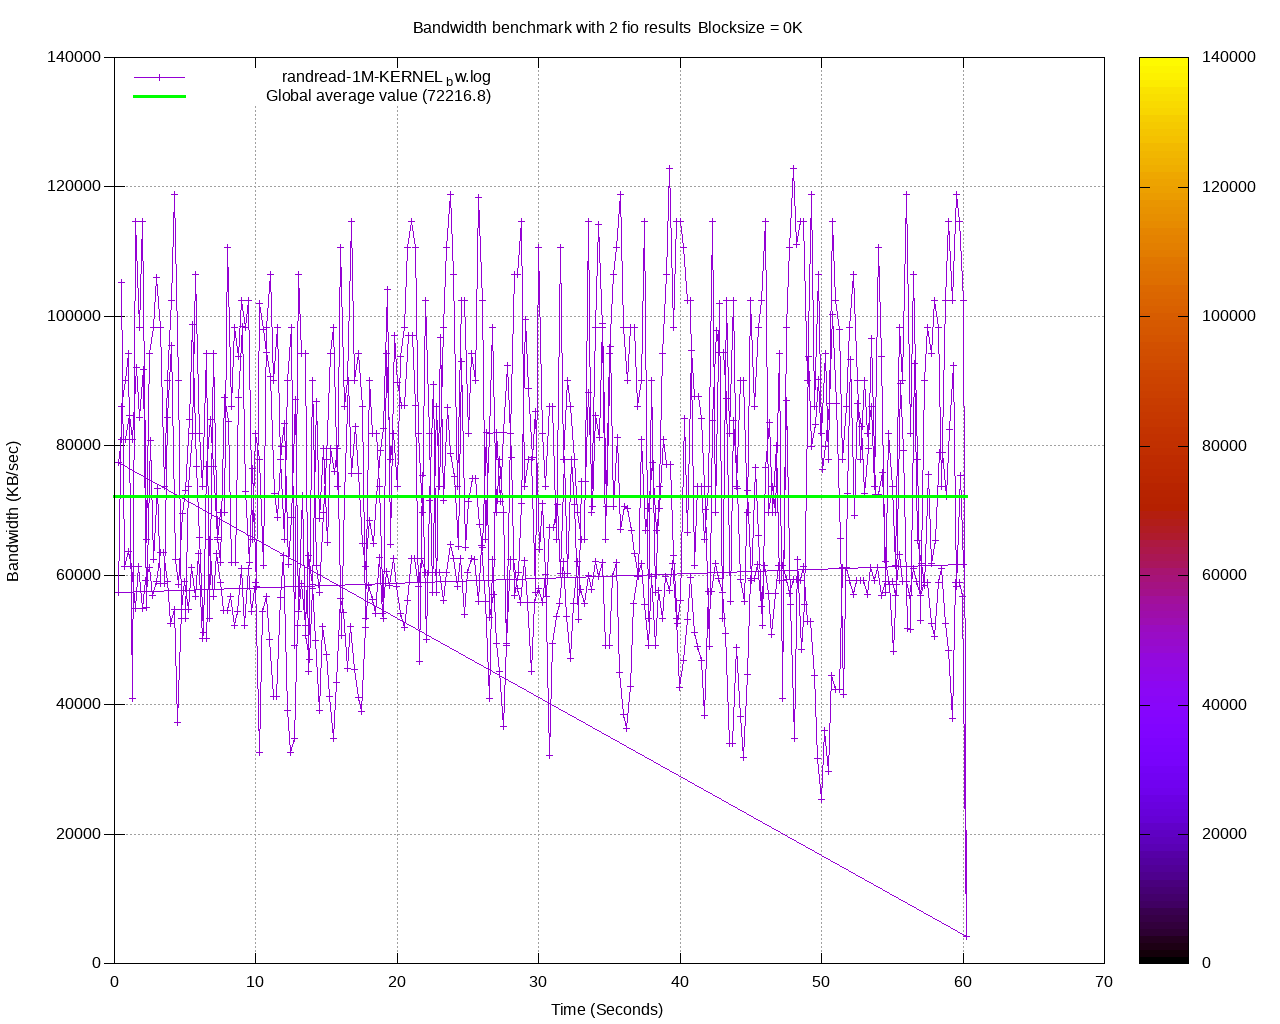 Bandwidth benchmark with 2 fio results Blocksize = 0K
randread-1M-KERNEL_bw.log
Global average value (72216.8)
140000
120000
100000
80000
60000
40000
20000
0
Bandwidth (KB/sec)
0 10 20 30 40 50 60 70
Time (Seconds)
140000
120000
100000
80000
60000
40000
20000
0